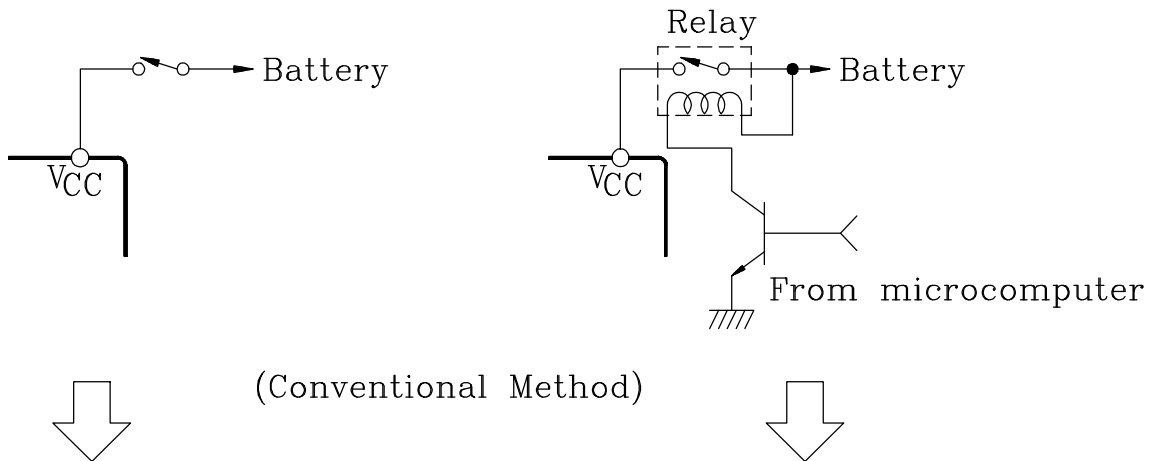 Relay
Battery
Battery
VCC
VCC
From microcomputer
(Conventional Method)